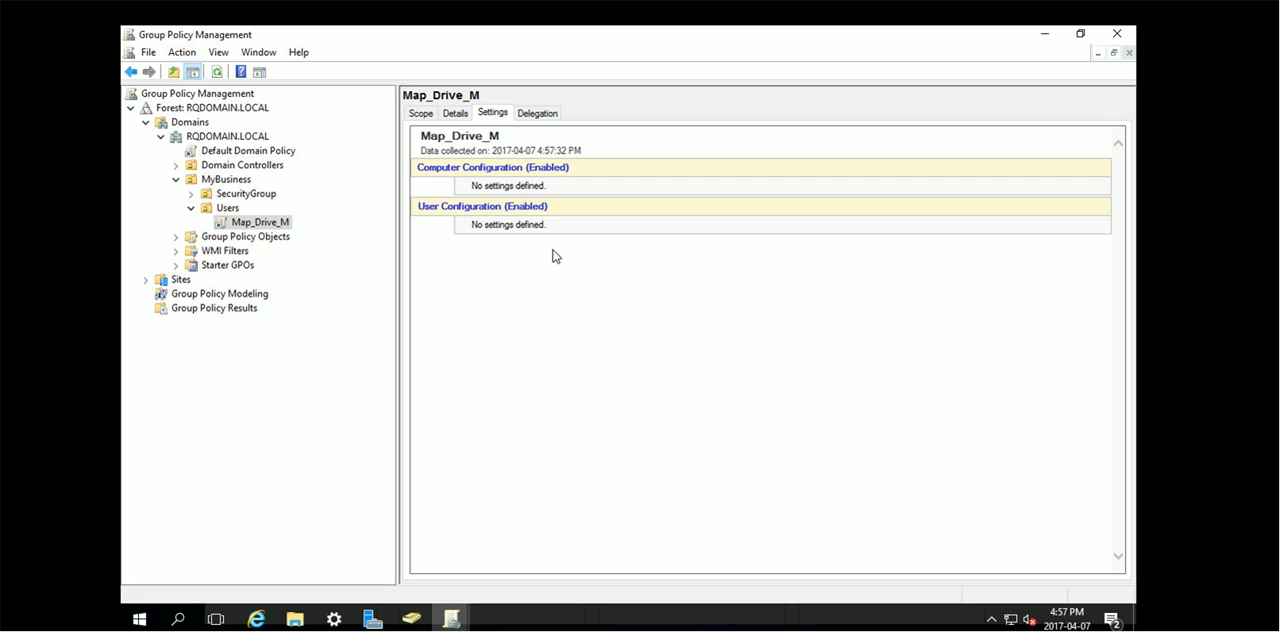 Group Policy Management
File Action View Window Help
Group Policy Management
Forest: RQDOMAIN.LOCAL
Domains
RQDOMAIN.LOCAL
Default Domain Policy
Domain Controllers
MyBusiness
SecurityGroup
Users
Map_Drive_M
Group Policy Objects
WMI Filters
Starter GPOs
Sites
Group Policy Modeling
Group Policy Results
Map_Drive_M
Scope Details Settings Delegation
Map_Drive_M
Data collected on: 2017-04-07 4:57:32 PM
Computer Configuration (Enabled)
No settings defined.
User Configuration (Enabled)
No settings defined.
4:57 PM
2017-04-07
2